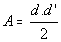 A = d.d' / 2